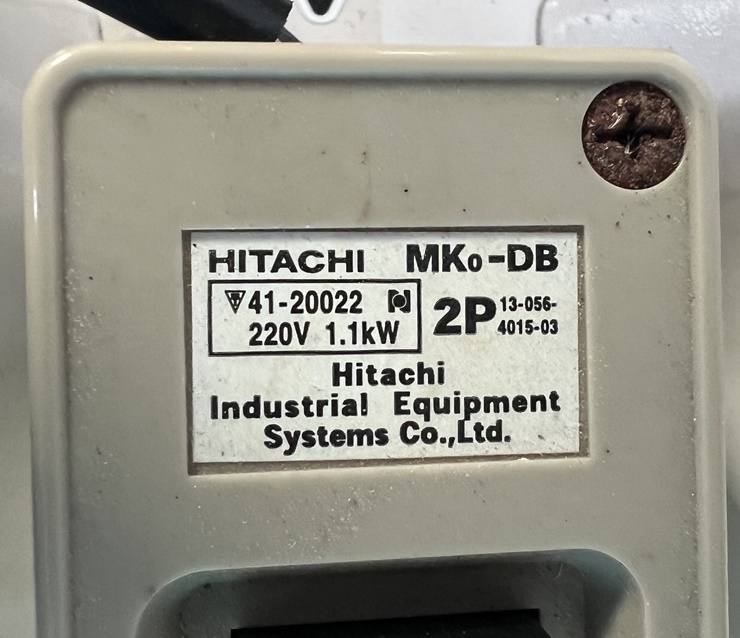 HITACHI MKo-DB
41-20022
220V 1.1kW
2P
13-056-
4015-03
Hitachi
Industrial Equipment
Systems Co.,Ltd.